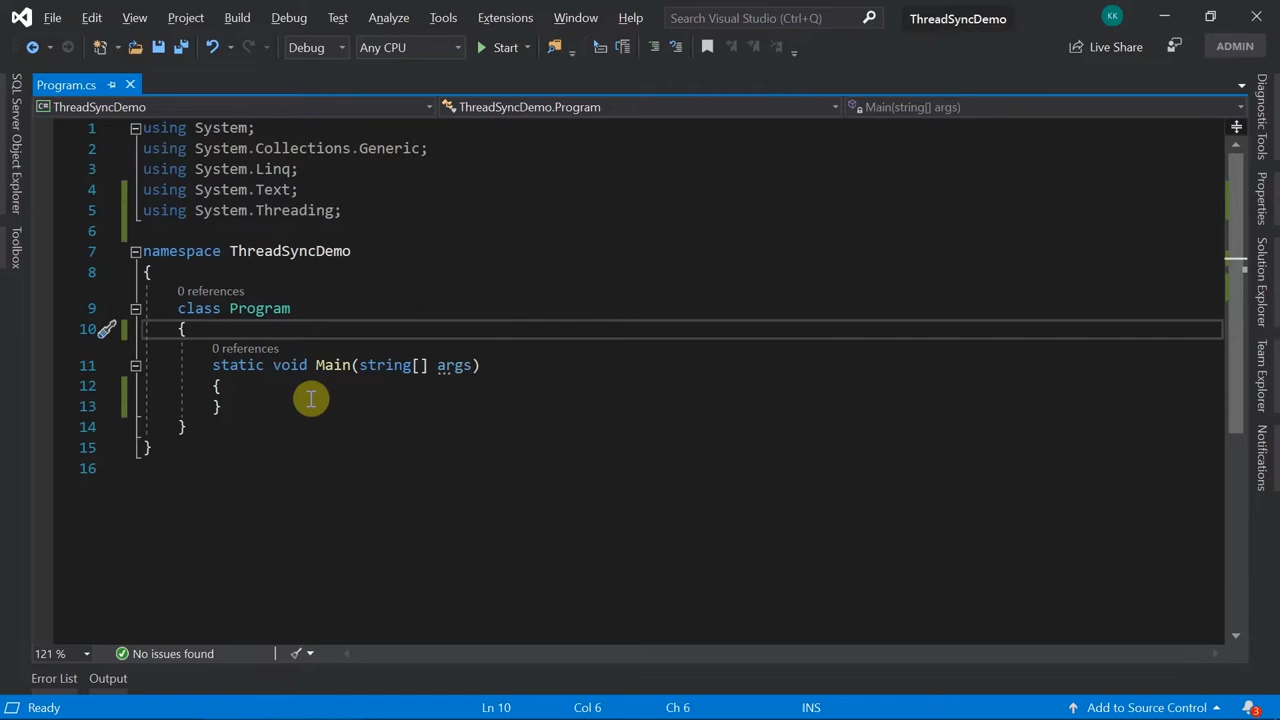 File Edit View Project Build Debug Test Analyze Tools Extensions Window Help Search Visual Studio (Ctrl+Q) ThreadSyncDemo KK
Debug Any CPU Start Live Share ADMIN
Program.cs
ThreadSyncDemo ThreadSyncDemo.Program Main(string[] args)
1 using System;
2 using System.Collections.Generic;
3 using System.Linq;
4 using System.Text;
5 using System.Threading;
6
7 namespace ThreadSyncDemo
8 {
0 references
9 class Program
10 {
0 references
11 static void Main(string[] args)
12 {
13 }
14 }
15 }
16
SQL Server Object Explorer
Toolbox
Diagnostic Tools
Properties
Solution Explorer
Team Explorer
Notifications
121 % No issues found
Error List Output
Ready Ln 10 Col 6 Ch 6 INS Add to Source Control 3